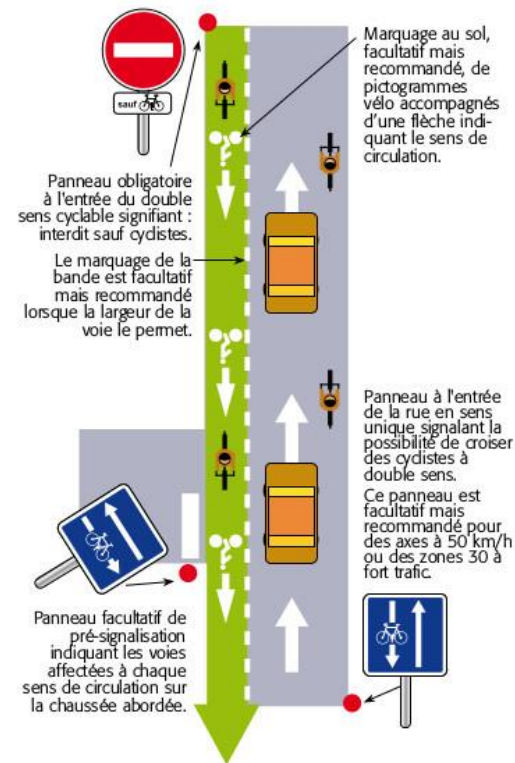 sauf
Panneau obligatoire
à l'entrée du double
sens cyclable signifiant :
interdit sauf cyclistes.
Le marquage de la
bande est facultatif
mais recommandé
lorsque la largeur de la
voie le permet.
Marquage au sol,
facultatif mais
recommandé, de
pictogrammes
vélo accompagnés
d'une flèche indi-
quant le sens de
circulation.
Panneau à l'entrée
de la rue en sens
unique signalant la
possibilité de croiser
des cyclistes à
double sens.
Ce panneau est
facultatif mais
recommandé pour
des axes à 50 km/h
ou des zones 30 à
fort trafic.
Panneau facultatif de
pré-signalisation
indiquant les voies
affectées à chaque
sens de circulation sur
la chaussée abordée.